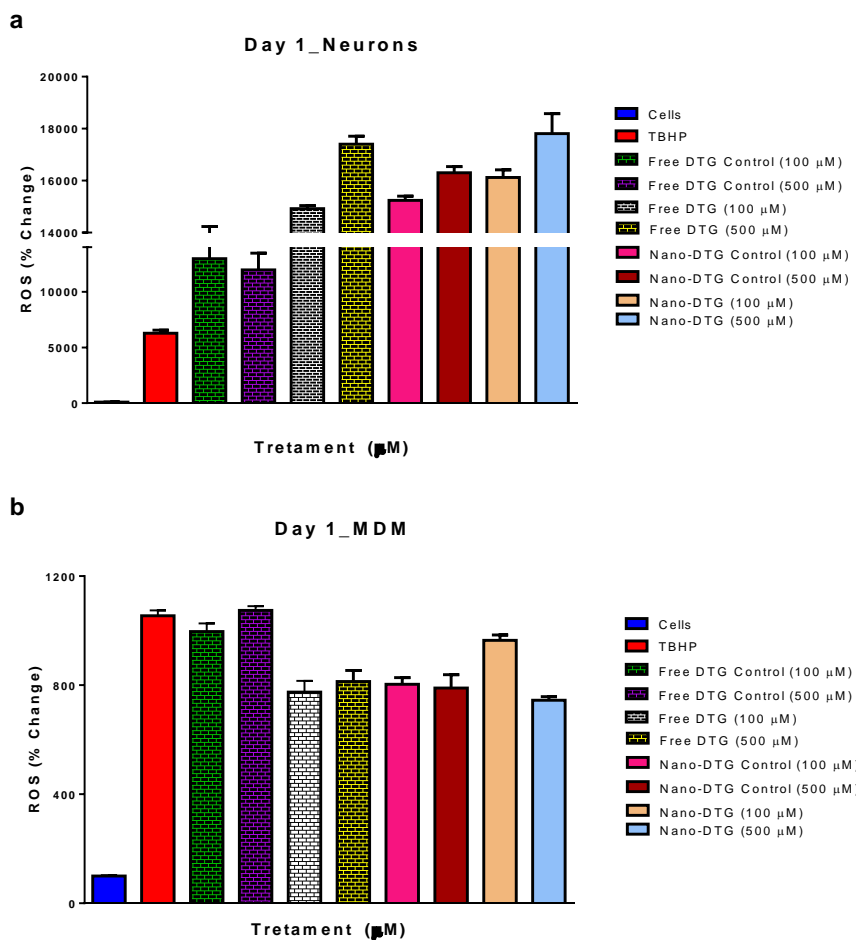 a
Day 1_Neurons
ROS (% Change)
20000
18000
16000
14000
10000
5000
0
Tretament (μM)
Cells
TBHP
Free DTG Control (100 μM)
Free DTG Control (500 μM)
Free DTG (100 μM)
Free DTG (500 μM)
Nano-DTG Control (100 μM)
Nano-DTG Control (500 μM)
Nano-DTG (100 μM)
Nano-DTG (500 μM)
b
Day 1_MDM
ROS (% Change)
1200
800
400
0
Tretament (μM)
Cells
TBHP
Free DTG Control (100 μM)
Free DTG Control (500 μM)
Free DTG (100 μM)
Free DTG (500 μM)
Nano-DTG Control (100 μM)
Nano-DTG Control (500 μM)
Nano-DTG (100 μM)
Nano-DTG (500 μM)